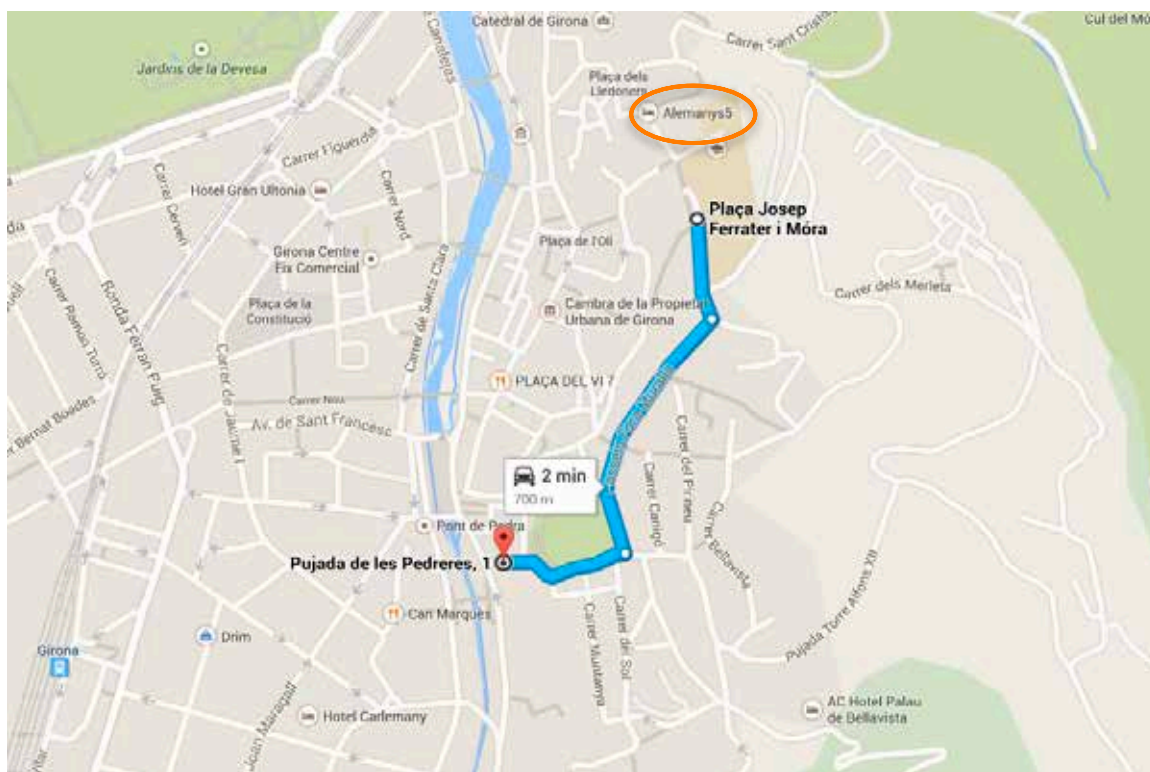 Catedral de Girona
Carrer Sant Cristò
Cul del Mó
Jardins de la Devesa
Plaça dels
Lledoners
Alemanys5
Carrer Figuerola
Hotel Gran Ultonia
Carrer Nord
Carrer Cerverí
Plaça Josep
Ferrater i Móra
Plaça de l'Oli
Girona Centre
Fix Comercial
Carrer de Santa Clara
Carrer dels Merlets
Cambra de la Propietat
Urbana de Girona
Plaça de la
Constitució
Ronda Ferran Puig
Carrer Ramon Turró
PLAÇA DEL VI 7
Carrer Nou
Av. de Sant Francesc
Carrer de Jaume I
er Bernat Boades
Carrer del Pirineu
2 min
700 m
Carrer Canigó
Carrer Bellavista
Pont de Pedra
Pujada de les Pedreres, 1
Pujada Torre Alfons XII
Can Marquès
Drim
Girona
Carrer Muntanya
Carrer del Sol
Joan Maragall
Hotel Carlemany
AC Hotel Palau
de Bellavista